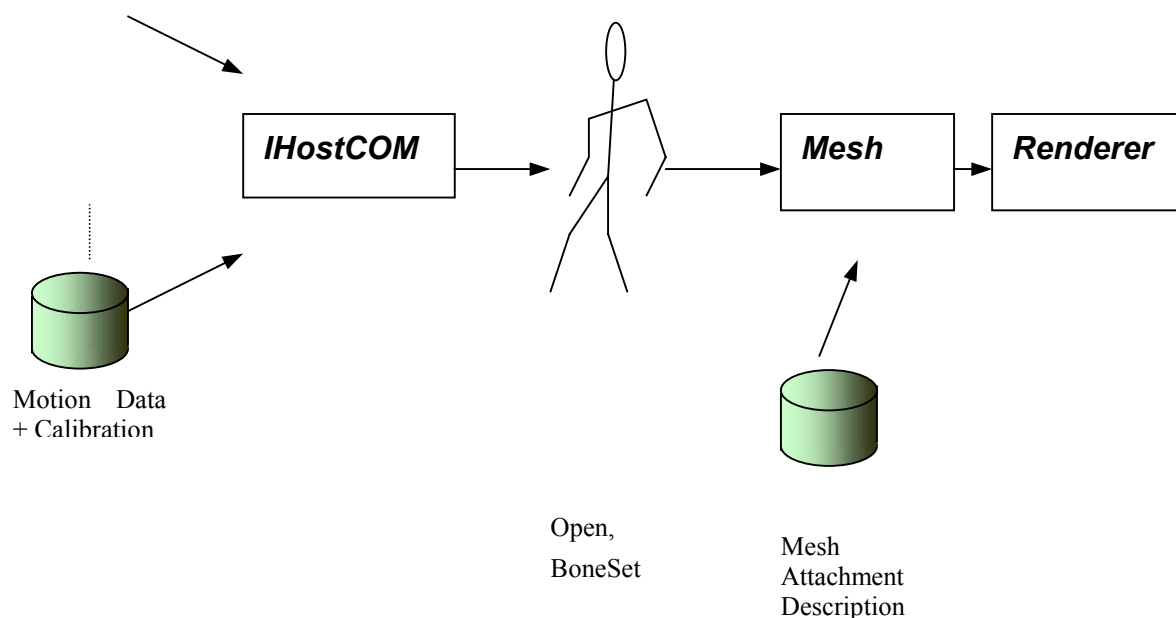 IHostCOM
Mesh
Renderer
Motion Data
+ Calibration
Open,
BoneSet
Mesh
Attachment
Description